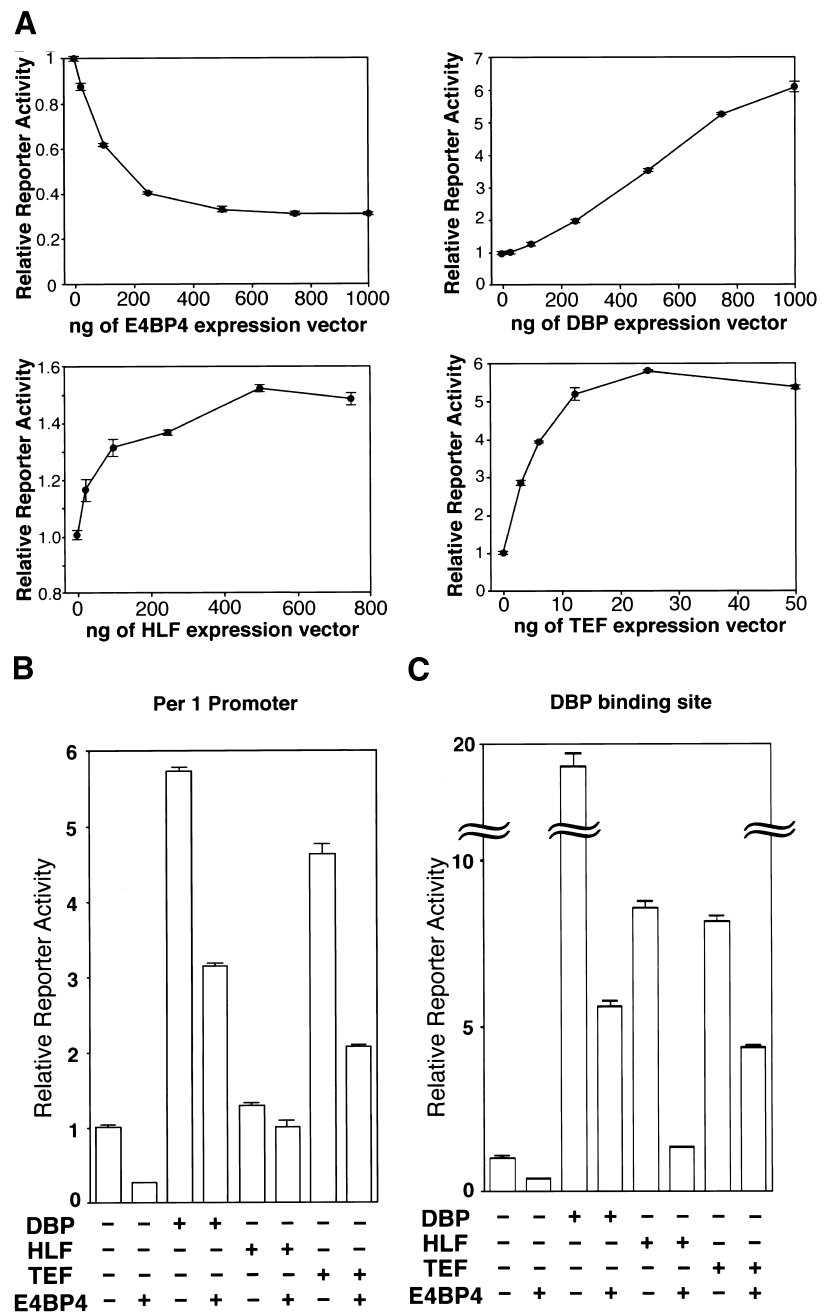 A
1
0.8
0.6
0.4
0.2
0
Relative Reporter Activity
0 200 400 600 800 1000
ng of E4BP4 expression vector
7
6
5
4
3
2
1
0
Relative Reporter Activity
0 200 400 600 800 1000
ng of DBP expression vector
1.6
1.4
1.2
1.0
0.8
Relative Reporter Activity
0 200 400 600 800
ng of HLF expression vector
6
5
4
3
2
1
0
Relative Reporter Activity
0 10 20 30 40 50
ng of TEF expression vector
B
Per 1 Promoter
6
5
4
3
2
1
0
Relative Reporter Activity
DBP − − + + − − − −
HLF − − − − + + − −
TEF − − − − − − + +
E4BP4 − + − + − + − +
C
DBP binding site
20
10
5
0
Relative Reporter Activity
DBP − − + + − − − −
HLF − − − − + + − −
TEF − − − − − − + +
E4BP4 − + − + − + − +